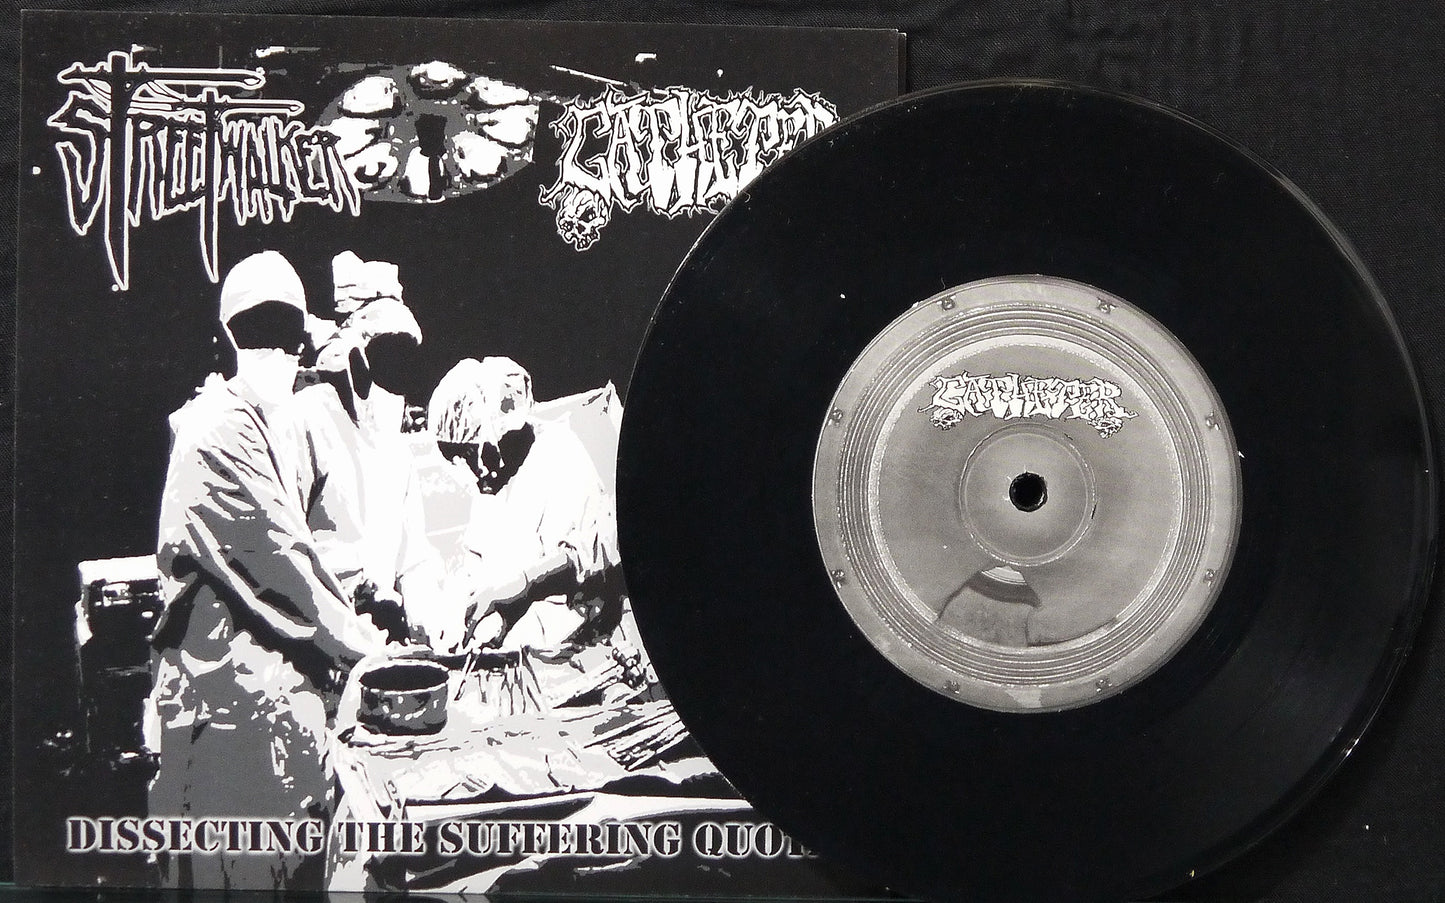 STREETWALKER
CATHETER
DISSECTING THE SUFFERING QUOT
CATHETER